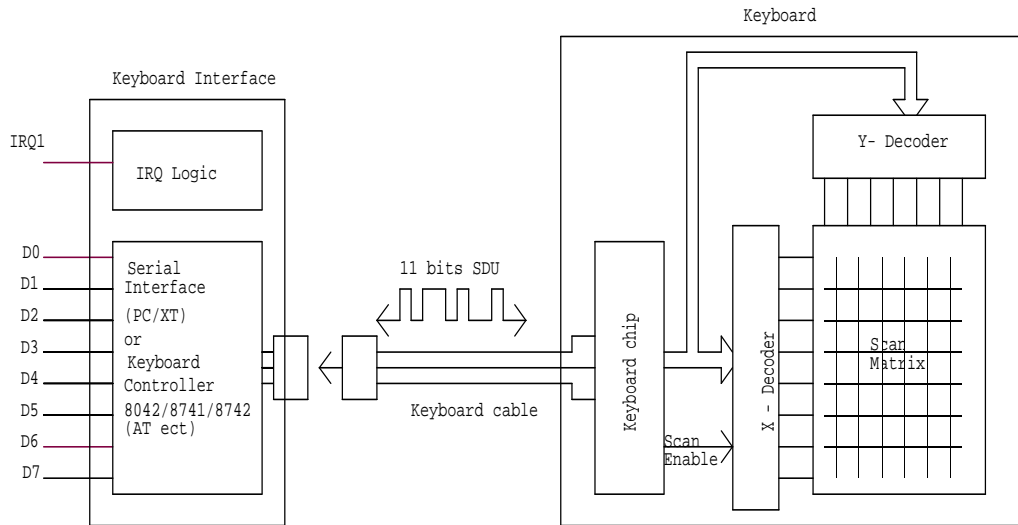 Keyboard
Keyboard Interface
IRQ1
IRQ Logic
Y- Decoder
D0
D1
D2
D3
D4
D5
D6
D7
Serial
Interface
(PC/XT)
or
Keyboard
Controller
8042/8741/8742
(AT ect)
11 bits SDU
Keyboard cable
Keyboard chip
Scan
Enable
X - Decoder
Scan
Matrix